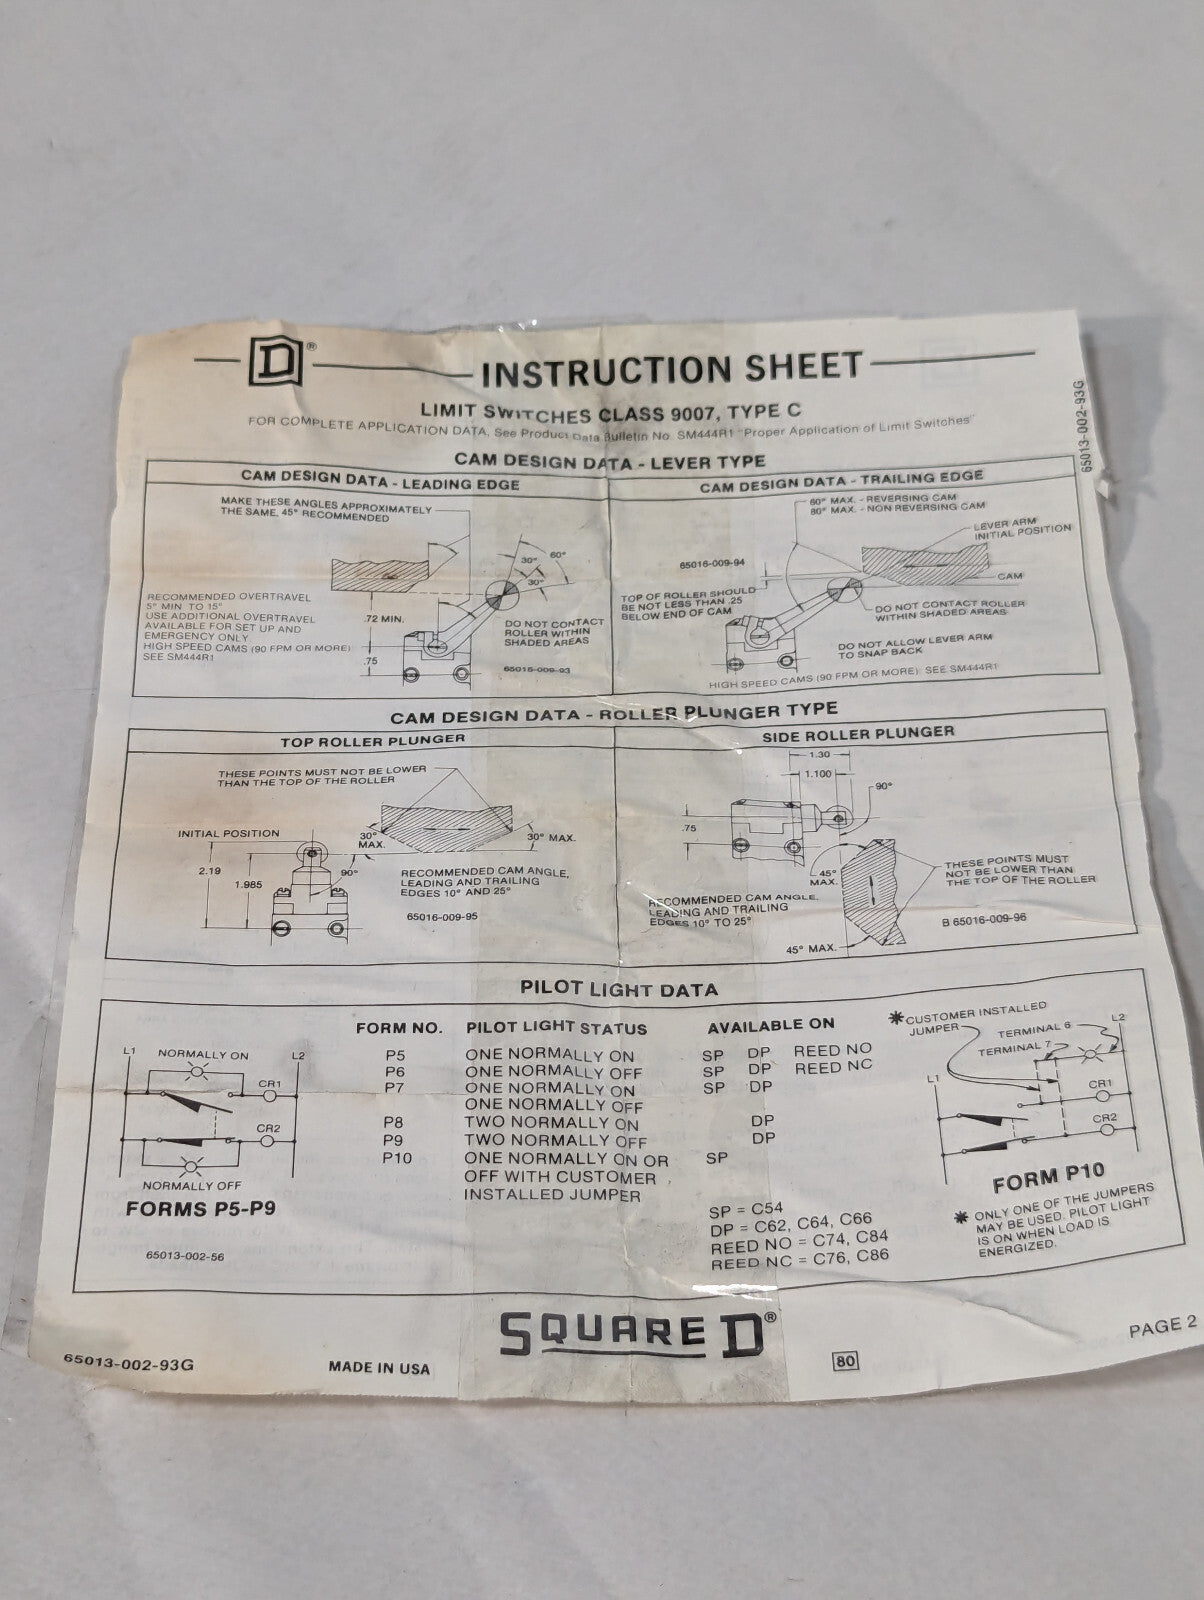 D®
INSTRUCTION SHEET
LIMIT SWITCHES CLASS 9007, TYPE C
FOR COMPLETE APPLICATION DATA, See Product Data Bulletin No. SM444R1 "Proper Application of Limit Switches"
65013-002-93G
CAM DESIGN DATA - LEVER TYPE
CAM DESIGN DATA - LEADING EDGE
MAKE THESE ANGLES APPROXIMATELY
THE SAME, 45° RECOMMENDED
60°
30°
30°
RECOMMENDED OVERTRAVEL
5° MIN. TO 15°
USE ADDITIONAL OVERTRAVEL
AVAILABLE FOR SET UP AND
EMERGENCY ONLY.
HIGH SPEED CAMS (90 FPM OR MORE)
SEE SM444R1
.72 MIN.
.75
DO NOT CONTACT
ROLLER WITHIN
SHADED AREAS
65016-009-93
CAM DESIGN DATA - TRAILING EDGE
60° MAX. - REVERSING CAM
80° MAX. - NON REVERSING CAM
LEVER ARM
INITIAL POSITION
65016-009-94
CAM
TOP OF ROLLER SHOULD
BE NOT LESS THAN .25
BELOW END OF CAM
DO NOT CONTACT ROLLER
WITHIN SHADED AREAS
DO NOT ALLOW LEVER ARM
TO SNAP BACK
HIGH SPEED CAMS (90 FPM OR MORE): SEE SM444R1
CAM DESIGN DATA - ROLLER PLUNGER TYPE
TOP ROLLER PLUNGER
THESE POINTS MUST NOT BE LOWER
THAN THE TOP OF THE ROLLER
INITIAL POSITION
30°
MAX.
30° MAX.
2.19
1.985
90°
RECOMMENDED CAM ANGLE,
LEADING AND TRAILING
EDGES 10° AND 25°
65016-009-95
SIDE ROLLER PLUNGER
1.30
1.100
90°
.75
45°
MAX.
THESE POINTS MUST
NOT BE LOWER THAN
THE TOP OF THE ROLLER
RECOMMENDED CAM ANGLE,
LEADING AND TRAILING
EDGES 10° TO 25°
B 65016-009-96
45° MAX.
PILOT LIGHT DATA
L1 NORMALLY ON L2
CR1
CR2
NORMALLY OFF
FORMS P5-P9
65013-002-56
FORM NO. PILOT LIGHT STATUS AVAILABLE ON
P5 ONE NORMALLY ON SP DP REED NO
P6 ONE NORMALLY OFF SP DP REED NC
P7 ONE NORMALLY ON SP DP
ONE NORMALLY OFF
P8 TWO NORMALLY ON DP
P9 TWO NORMALLY OFF DP
P10 ONE NORMALLY ON OR SP
OFF WITH CUSTOMER
INSTALLED JUMPER
SP = C54
DP = C62, C64, C66
REED NO = C74, C84
REED NC = C76, C86
✱CUSTOMER INSTALLED
JUMPER
TERMINAL 6
TERMINAL 7
L2
L1
CR1
CR2
FORM P10
✱ ONLY ONE OF THE JUMPERS
MAY BE USED. PILOT LIGHT
IS ON WHEN LOAD IS
ENERGIZED.
SQUARE D®
65013-002-93G
MADE IN USA
80
PAGE 2